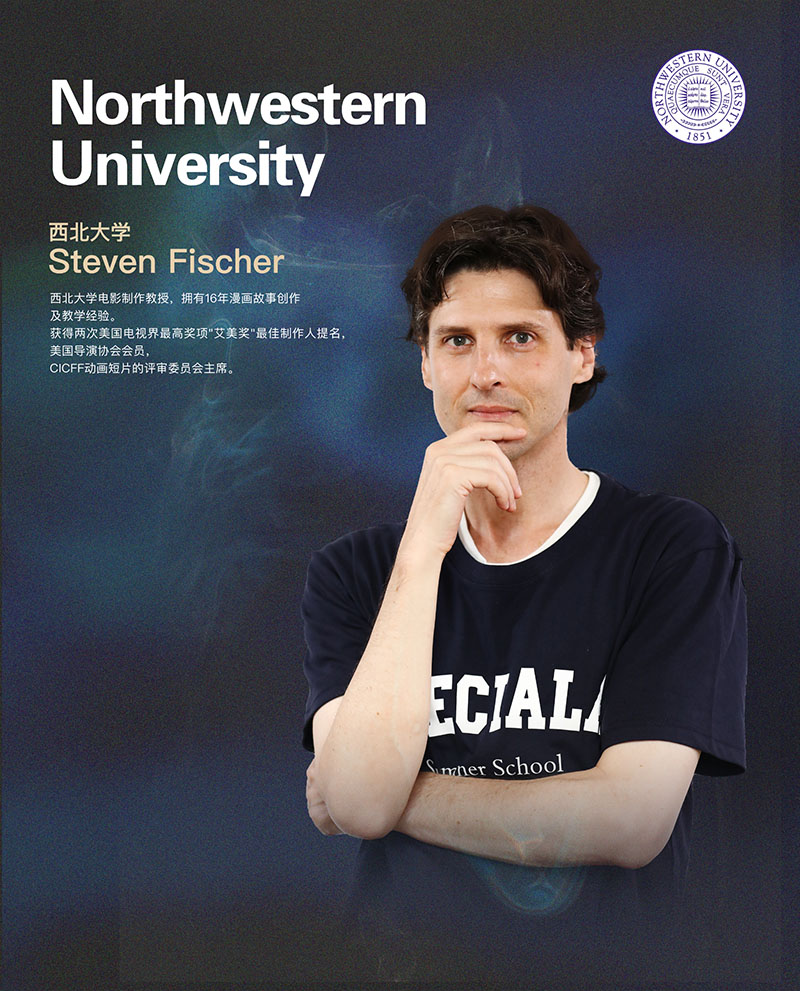 Northwestern
University
NORTHWESTERN UNIVERSITY
QUAECUMQUE SUNT VERA
1851
西北大学
Steven Fischer
西北大学电影制作教授，拥有16年漫画故事创作
及教学经验。
获得两次美国电视界最高奖项"艾美奖"最佳制作人提名，
美国导演协会会员，
CICFF动画短片的评审委员会主席。
ECIALA
Summer School